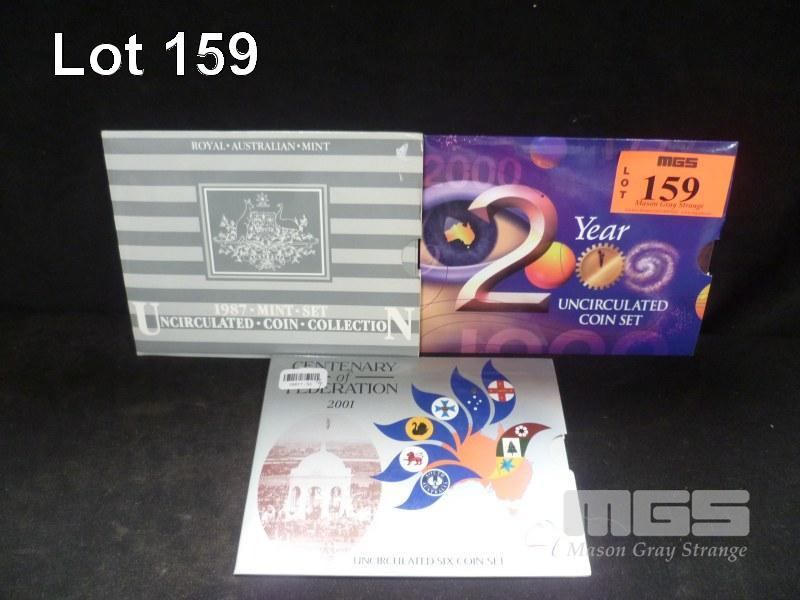 Lot 159
ROYAL • AUSTRALIAN • MINT
1987 • MINT • SET
UNCIRCULATED • COIN • COLLECTION
2000
MGS
LOT
159
Mason Gray Strange
Year
2
UNCIRCULATED
COIN SET
CENTENARY
of
FEDERATION
2001
UNCIRCULATED SIX COIN SET
MGS
Mason Gray Strange